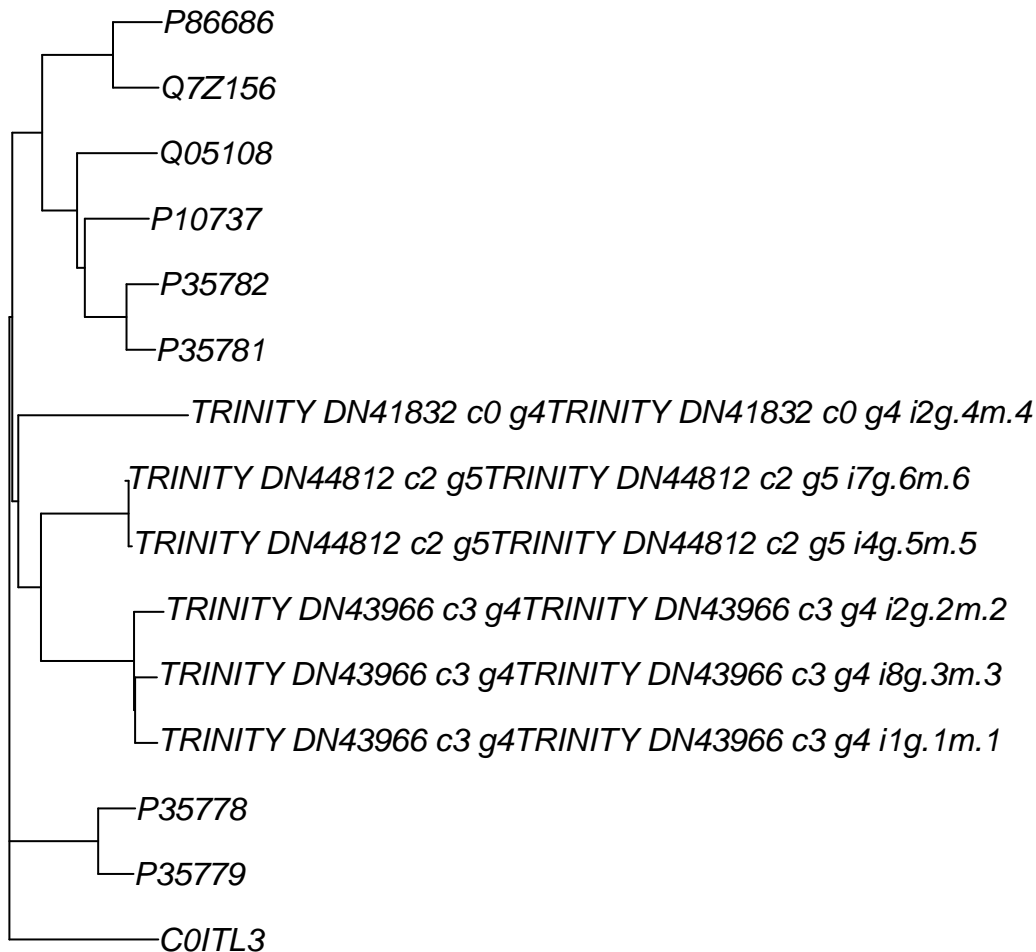 P86686
Q7Z156
Q05108
P10737
P35782
P35781
TRINITY DN41832 c0 g4TRINITY DN41832 c0 g4 i2g.4m.4
TRINITY DN44812 c2 g5TRINITY DN44812 c2 g5 i7g.6m.6
TRINITY DN44812 c2 g5TRINITY DN44812 c2 g5 i4g.5m.5
TRINITY DN43966 c3 g4TRINITY DN43966 c3 g4 i2g.2m.2
TRINITY DN43966 c3 g4TRINITY DN43966 c3 g4 i8g.3m.3
TRINITY DN43966 c3 g4TRINITY DN43966 c3 g4 i1g.1m.1
P35778
P35779
C0ITL3